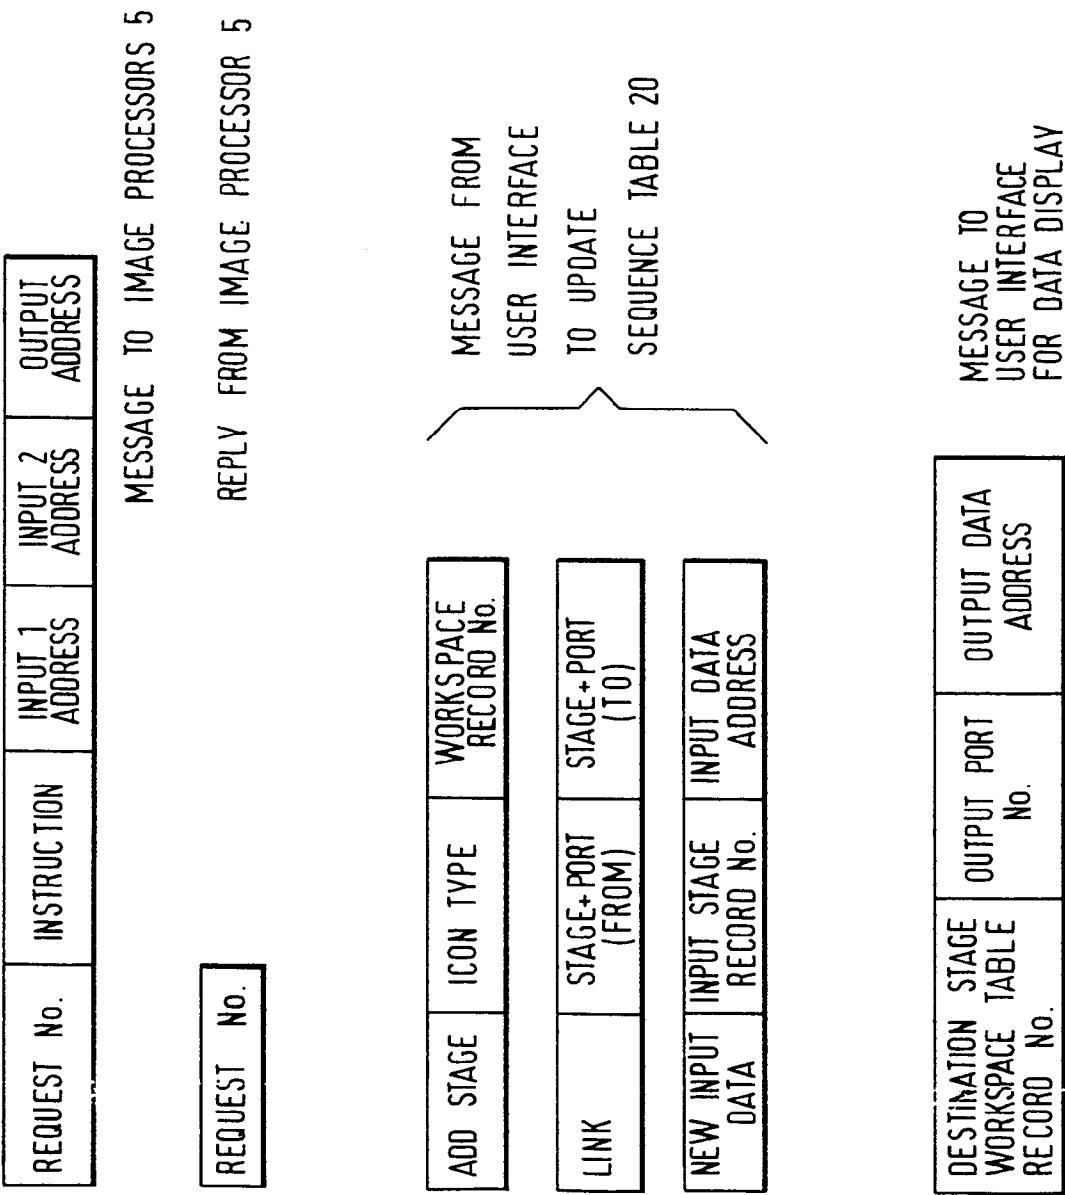 REQUEST No.
INSTRUCTION
INPUT 1
ADDRESS
INPUT 2
ADDRESS
OUTPUT
ADDRESS
MESSAGE TO IMAGE PROCESSORS 5
REQUEST No.
REPLY FROM IMAGE PROCESSOR 5
ADD STAGE
ICON TYPE
WORKSPACE
RECORD No.
LINK
STAGE+PORT
(FROM)
STAGE+PORT
(TO)
NEW INPUT
DATA
INPUT STAGE
RECORD No.
INPUT DATA
ADDRESS
MESSAGE FROM
USER INTERFACE
TO UPDATE
SEQUENCE TABLE 20
DESTINATION STAGE
WORKSPACE TABLE
RECORD No.
OUTPUT PORT
No.
OUTPUT DATA
ADDRESS
MESSAGE TO
USER INTERFACE
FOR DATA DISPLAY